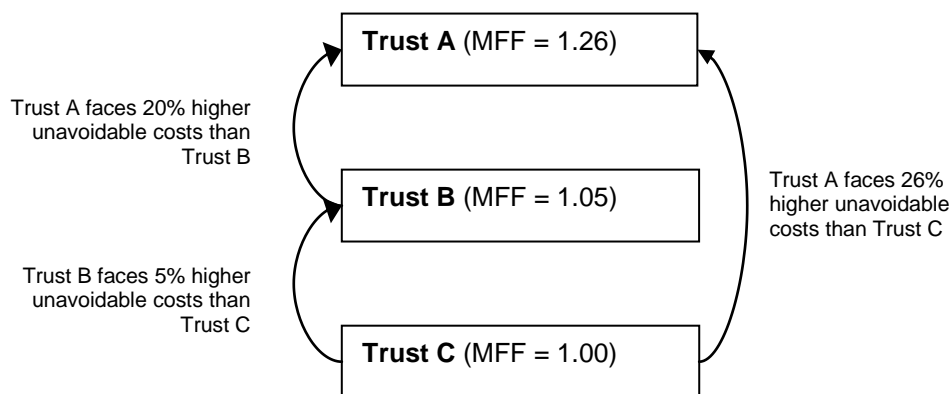 Trust A (MFF = 1.26)
Trust A faces 20% higher
unavoidable costs than
Trust B
Trust B (MFF = 1.05)
Trust A faces 26%
higher unavoidable
costs than Trust C
Trust B faces 5% higher
unavoidable costs than
Trust C
Trust C (MFF = 1.00)